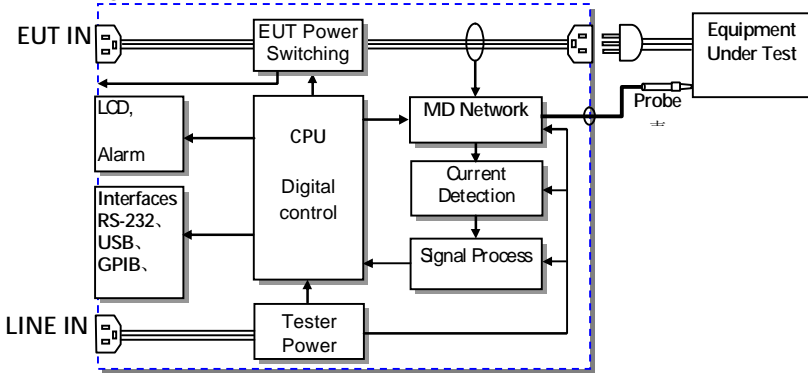 EUT IN
EUT Power
Switching
Equipment
Under Test
Probe
LCD,
Alarm
CPU
Digital
control
MD Network
Current
Detection
Signal Process
Interfaces
RS-232、
USB、
GPIB、
LINE IN
Tester
Power